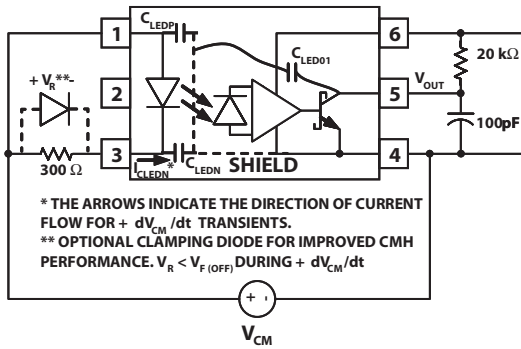 1
C_LEDP
6
20 kΩ
C_LED01
+ V_R** -
2
5
V_OUT
100pF
3
4
300 Ω
I_CLEDN*
C_LEDN
SHIELD
* THE ARROWS INDICATE THE DIRECTION OF CURRENT
FLOW FOR + dV_CM /dt TRANSIENTS.
** OPTIONAL CLAMPING DIODE FOR IMPROVED CMH
PERFORMANCE. V_R < V_F (OFF) DURING + dV_CM/dt
+ -
V_CM